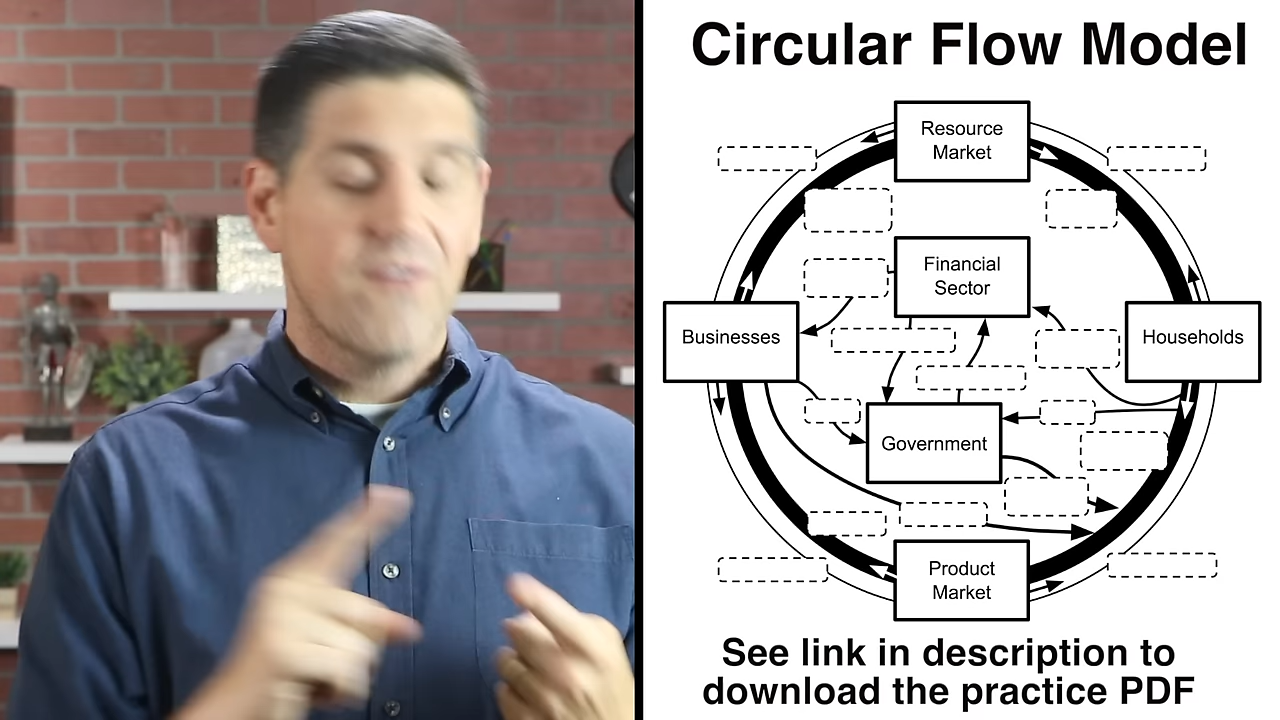 Circular Flow Model
Resource
Market
Financial
Sector
Businesses
Households
Government
Product
Market
See link in description to
download the practice PDF